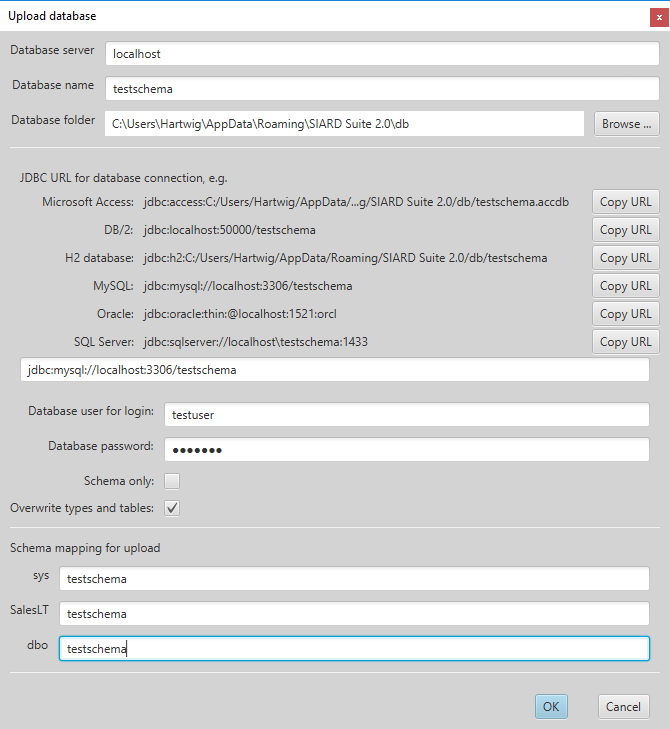 Upload database
x
Database server localhost
Database name testschema
Database folder C:\Users\Hartwig\AppData\Roaming\SIARD Suite 2.0\db Browse ...
JDBC URL for database connection, e.g.
Microsoft Access: jdbc:access:C:/Users/Hartwig/AppData/...g/SIARD Suite 2.0/db/testschema.accdb Copy URL
DB/2: jdbc:localhost:50000/testschema Copy URL
H2 database: jdbc:h2:C:/Users/Hartwig/AppData/Roaming/SIARD Suite 2.0/db/testschema Copy URL
MySQL: jdbc:mysql://localhost:3306/testschema Copy URL
Oracle: jdbc:oracle:thin:@localhost:1521:orcl Copy URL
SQL Server: jdbc:sqlserver://localhost\testschema:1433 Copy URL
jdbc:mysql://localhost:3306/testschema
Database user for login: testuser
Database password: ●●●●●●●
Schema only:
Overwrite types and tables: ✓
Schema mapping for upload
sys testschema
SalesLT testschema
dbo testschema
OK Cancel